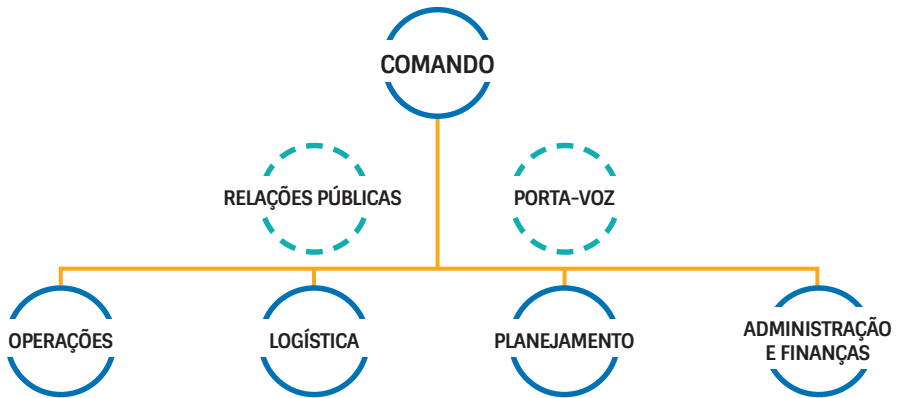 COMANDO
RELAÇÕES PÚBLICAS
PORTA-VOZ
OPERAÇÕES
LOGÍSTICA
PLANEJAMENTO
ADMINISTRAÇÃO
E FINANÇAS